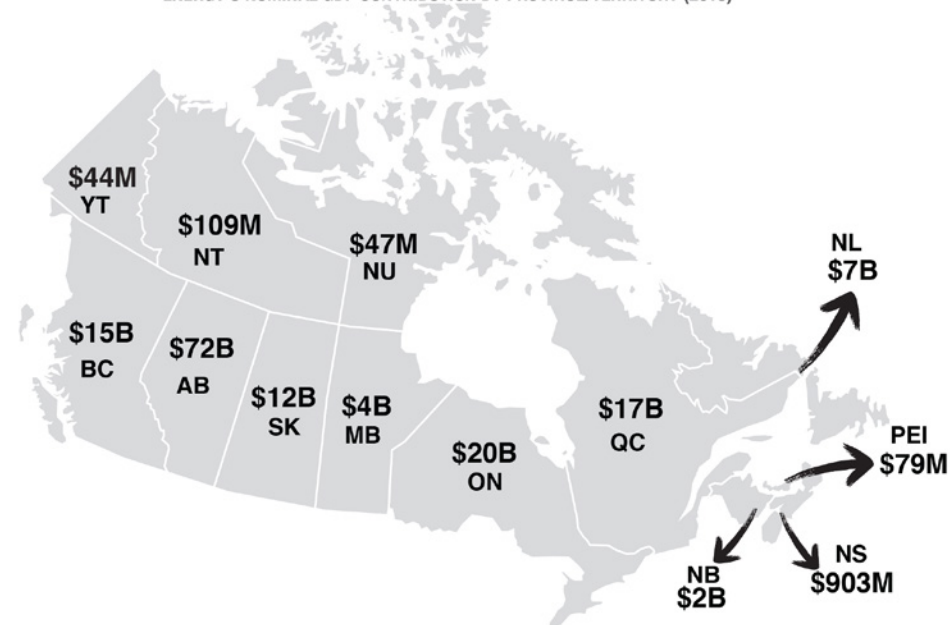 $44M
YT
$109M
NT
$47M
NU
NL
$7B
$15B
BC
$72B
AB
$12B
SK
$4B
MB
$20B
ON
$17B
QC
PEI
$79M
NB
$2B
NS
$903M